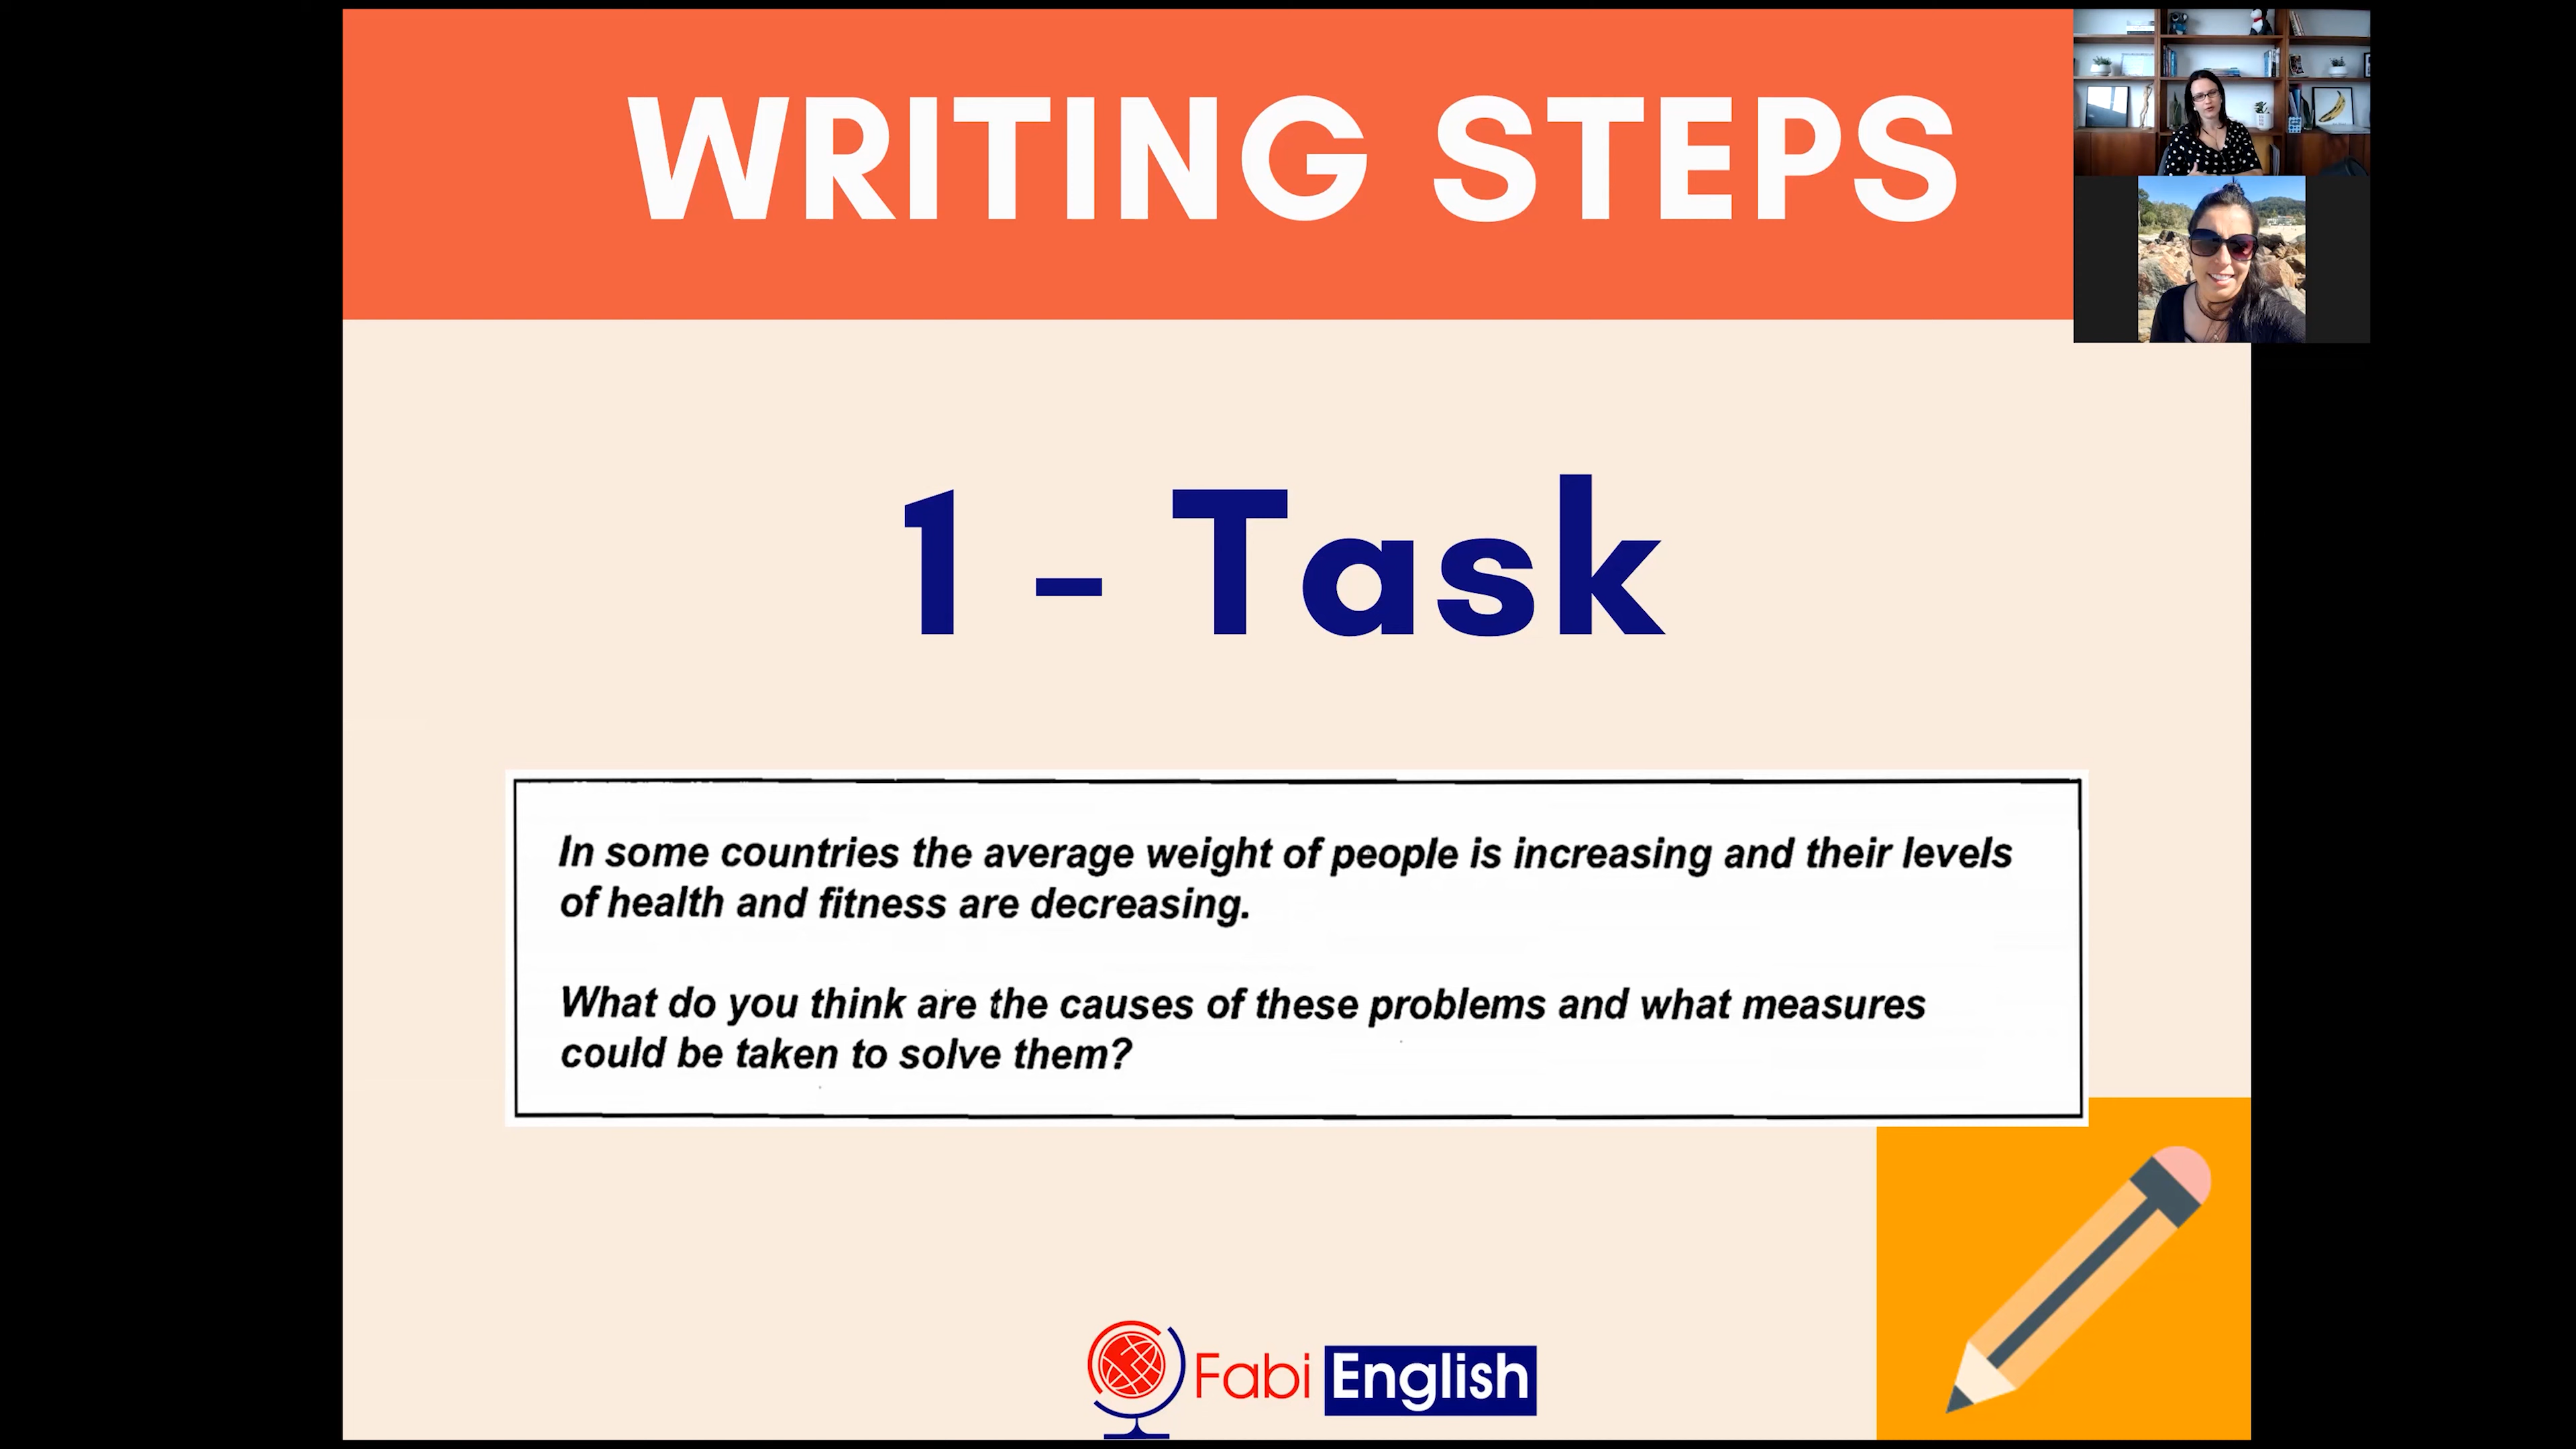 WRITING STEPS
1 - Task
In some countries the average weight of people is increasing and their levels
of health and fitness are decreasing.
What do you think are the causes of these problems and what measures
could be taken to solve them?
Fabi English